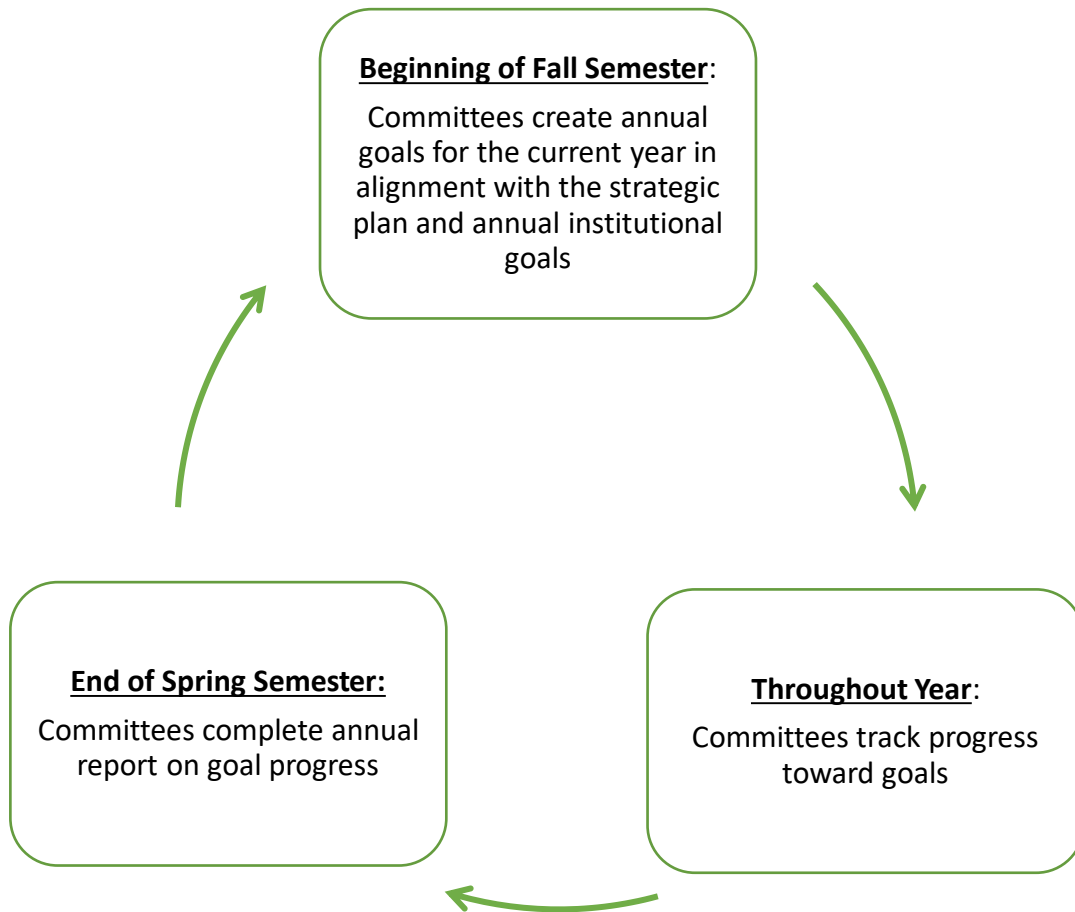 Beginning of Fall Semester:
Committees create annual
goals for the current year in
alignment with the strategic
plan and annual institutional
goals
Throughout Year:
Committees track progress
toward goals
End of Spring Semester:
Committees complete annual
report on goal progress